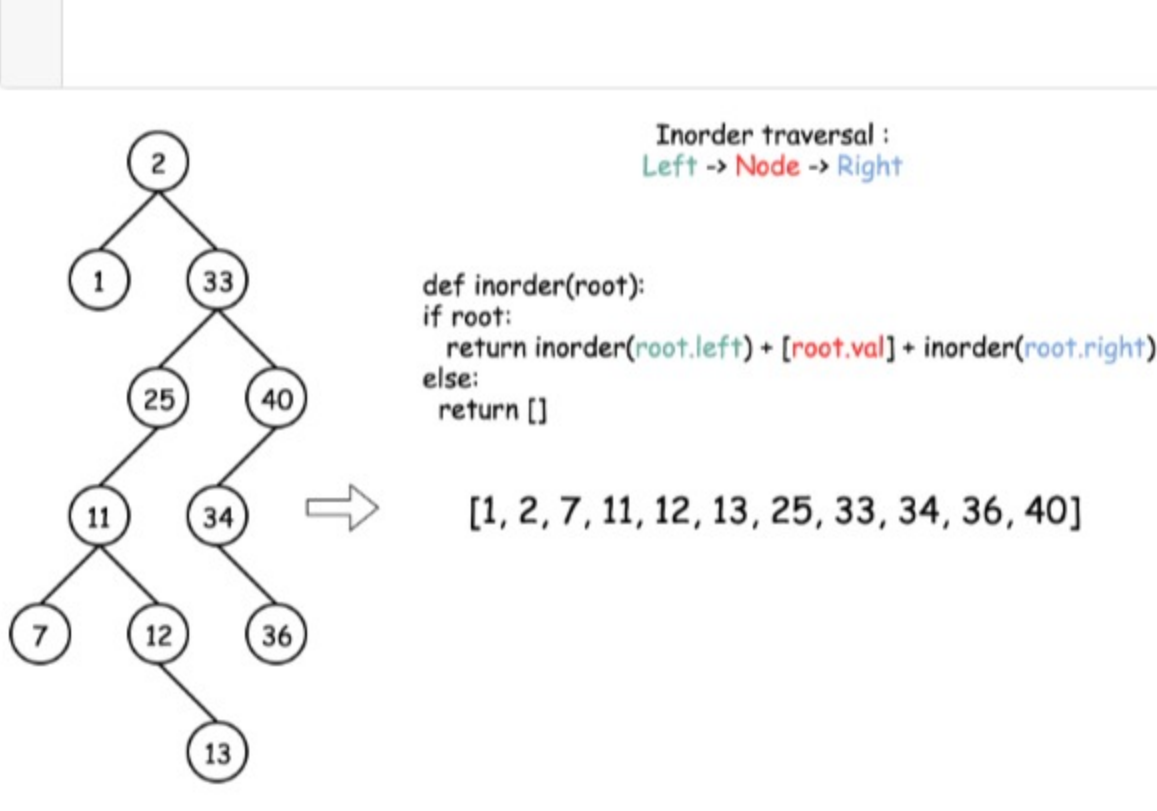 Inorder traversal :
Left -> Node -> Right
def inorder(root):
if root:
return inorder(root.left) + [root.val] + inorder(root.right)
else:
return []
[1, 2, 7, 11, 12, 13, 25, 33, 34, 36, 40]
2
1 33
25 40
11 34
7 12 36
13